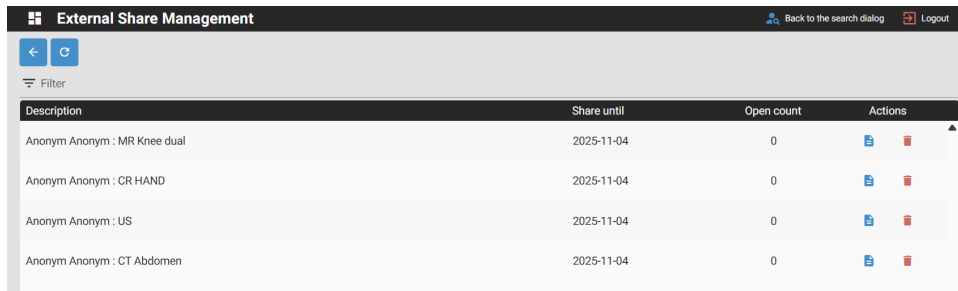 External Share Management Back to the search dialog Logout
Filter
Description Share until Open count Actions
Anonym Anonym : MR Knee dual 2025-11-04 0
Anonym Anonym : CR HAND 2025-11-04 0
Anonym Anonym : US 2025-11-04 0
Anonym Anonym : CT Abdomen 2025-11-04 0